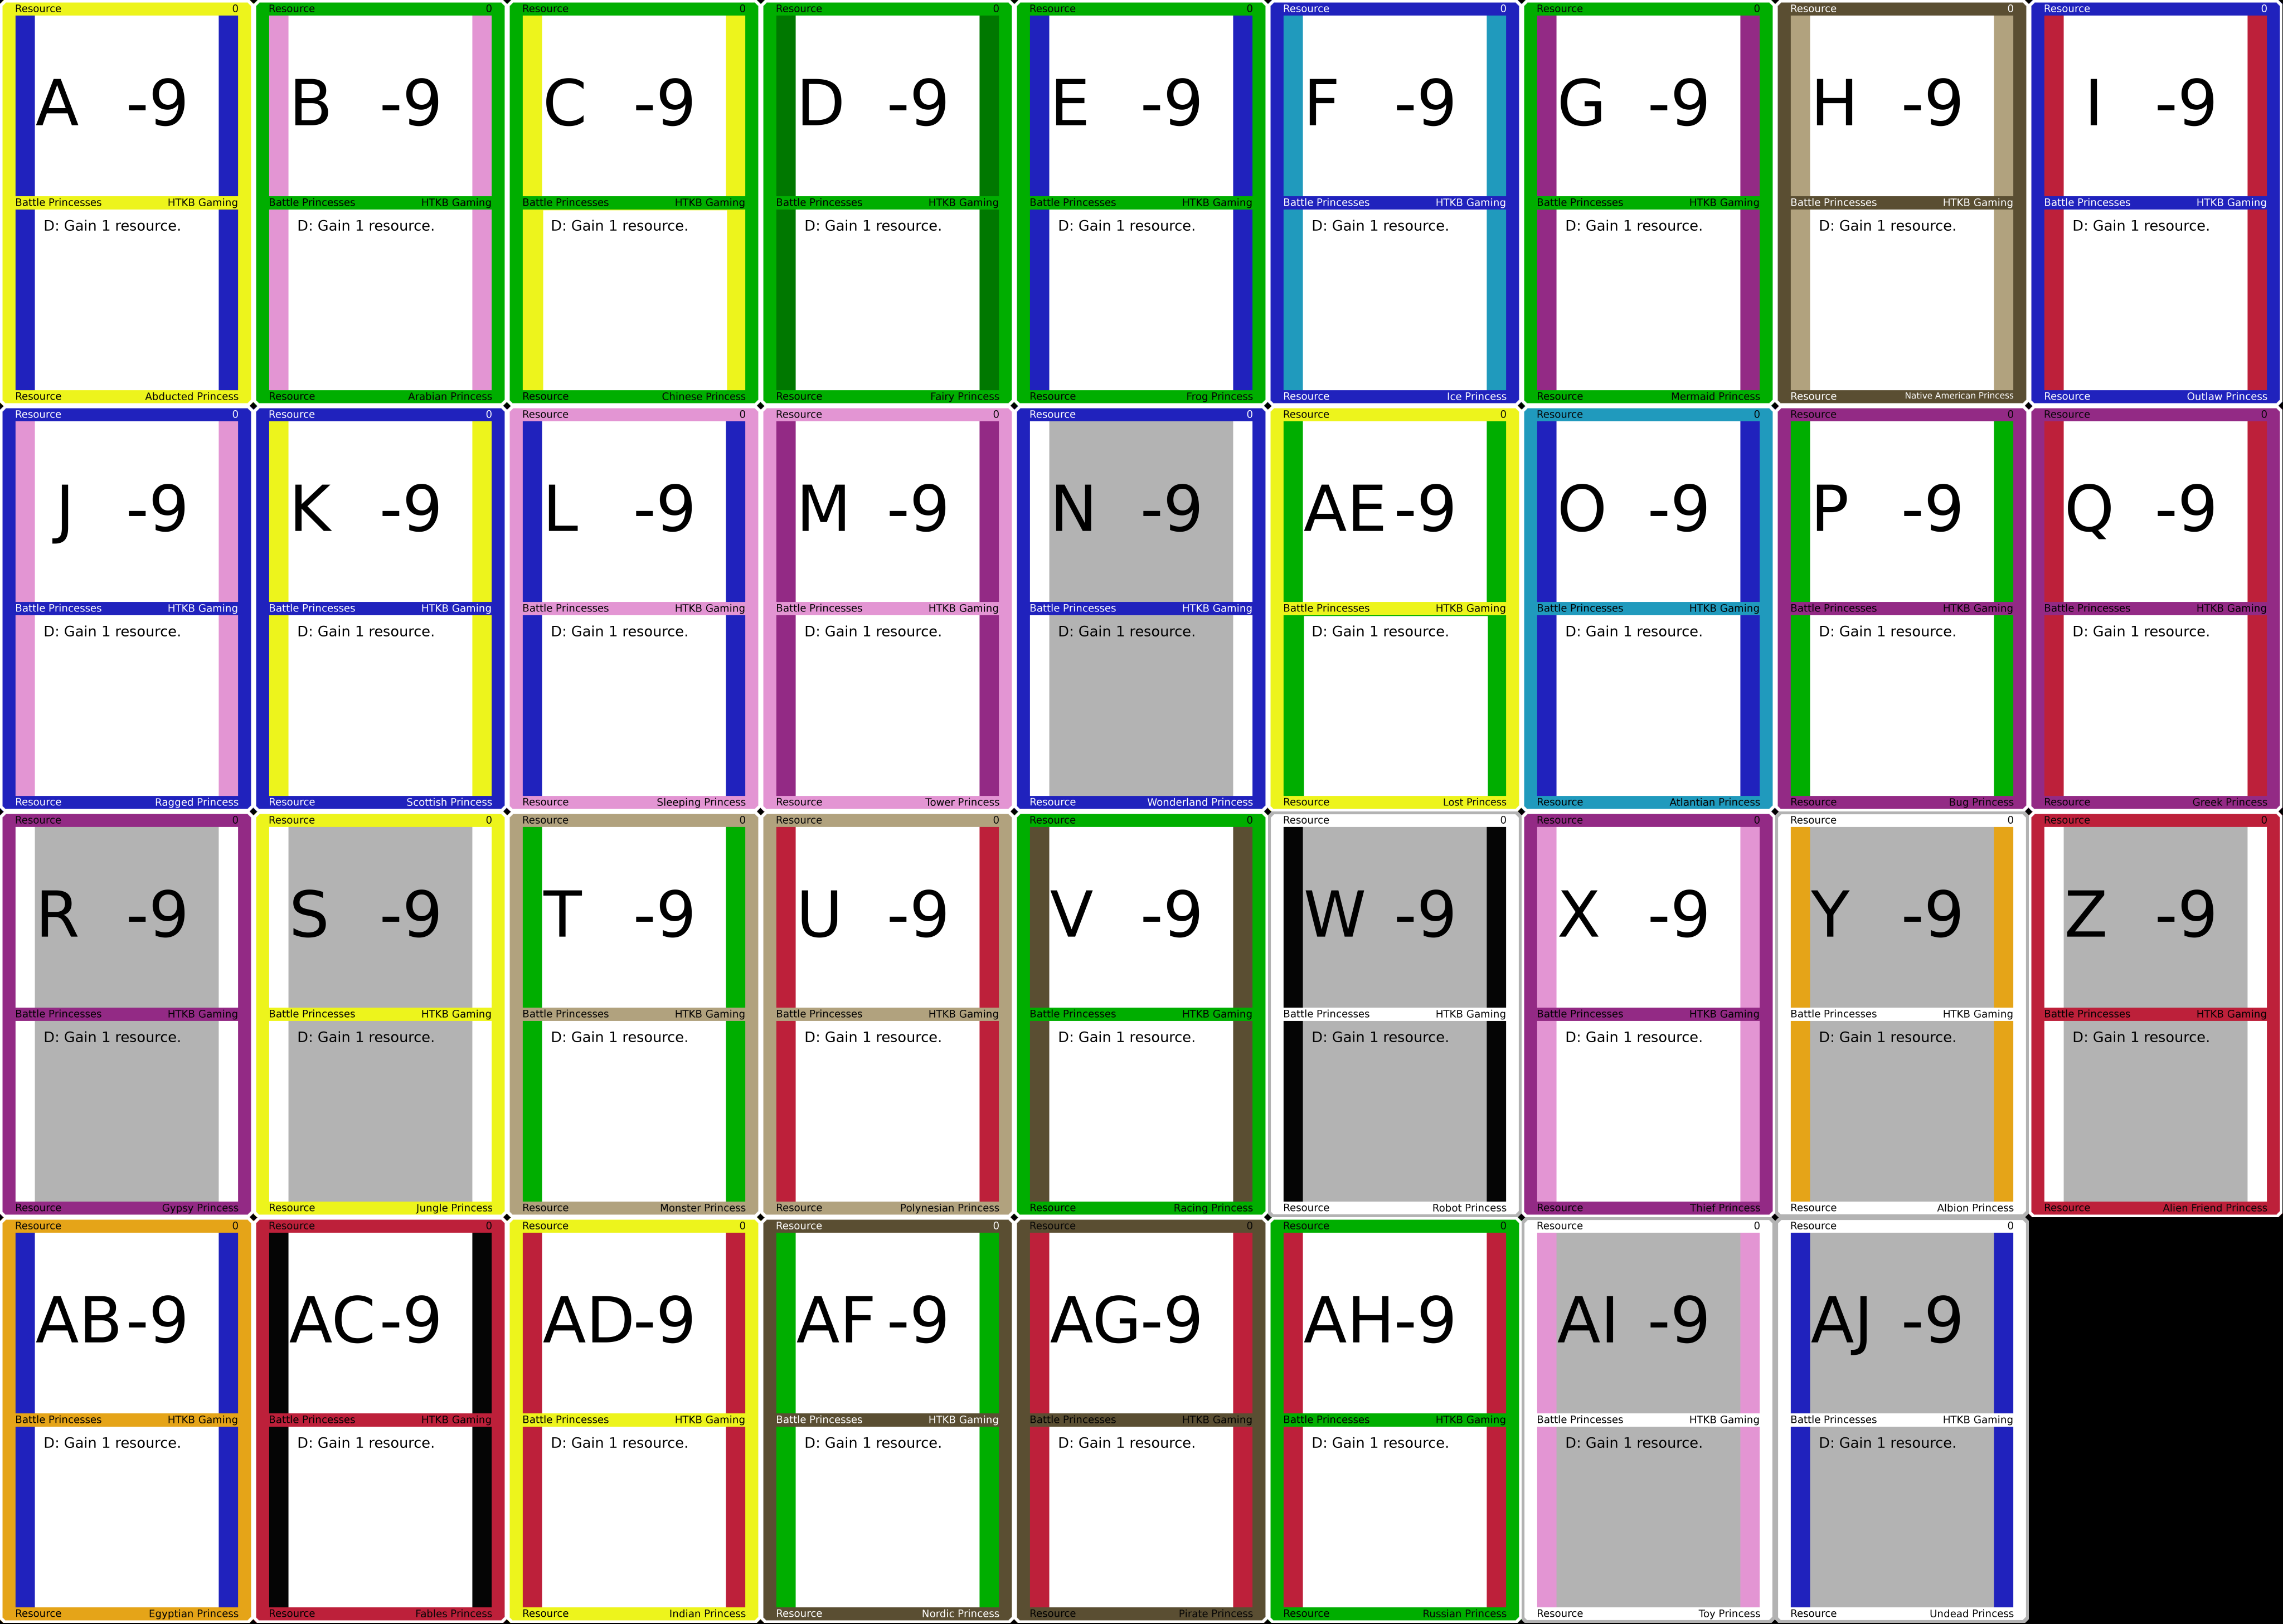 Resource 0
A -9
Battle Princesses HTKB Gaming
D: Gain 1 resource.
Resource Abducted Princess
Resource 0
B -9
Battle Princesses HTKB Gaming
D: Gain 1 resource.
Resource Arabian Princess
Resource 0
C -9
Battle Princesses HTKB Gaming
D: Gain 1 resource.
Resource Chinese Princess
Resource 0
D -9
Battle Princesses HTKB Gaming
D: Gain 1 resource.
Resource Fairy Princess
Resource 0
E -9
Battle Princesses HTKB Gaming
D: Gain 1 resource.
Resource Frog Princess
Resource 0
F -9
Battle Princesses HTKB Gaming
D: Gain 1 resource.
Resource Ice Princess
Resource 0
G -9
Battle Princesses HTKB Gaming
D: Gain 1 resource.
Resource Mermaid Princess
Resource 0
H -9
Battle Princesses HTKB Gaming
D: Gain 1 resource.
Resource Native American Princess
Resource 0
I -9
Battle Princesses HTKB Gaming
D: Gain 1 resource.
Resource Outlaw Princess
Resource 0
J -9
Battle Princesses HTKB Gaming
D: Gain 1 resource.
Resource Ragged Princess
Resource 0
K -9
Battle Princesses HTKB Gaming
D: Gain 1 resource.
Resource Scottish Princess
Resource 0
L -9
Battle Princesses HTKB Gaming
D: Gain 1 resource.
Resource Sleeping Princess
Resource 0
M -9
Battle Princesses HTKB Gaming
D: Gain 1 resource.
Resource Tower Princess
Resource 0
N -9
Battle Princesses HTKB Gaming
D: Gain 1 resource.
Resource Wonderland Princess
Resource 0
AE -9
Battle Princesses HTKB Gaming
D: Gain 1 resource.
Resource Lost Princess
Resource 0
O -9
Battle Princesses HTKB Gaming
D: Gain 1 resource.
Resource Atlantian Princess
Resource 0
P -9
Battle Princesses HTKB Gaming
D: Gain 1 resource.
Resource Bug Princess
Resource 0
Q -9
Battle Princesses HTKB Gaming
D: Gain 1 resource.
Resource Greek Princess
Resource 0
R -9
Battle Princesses HTKB Gaming
D: Gain 1 resource.
Resource Gypsy Princess
Resource 0
S -9
Battle Princesses HTKB Gaming
D: Gain 1 resource.
Resource Jungle Princess
Resource 0
T -9
Battle Princesses HTKB Gaming
D: Gain 1 resource.
Resource Monster Princess
Resource 0
U -9
Battle Princesses HTKB Gaming
D: Gain 1 resource.
Resource Polynesian Princess
Resource 0
V -9
Battle Princesses HTKB Gaming
D: Gain 1 resource.
Resource Racing Princess
Resource 0
W -9
Battle Princesses HTKB Gaming
D: Gain 1 resource.
Resource Robot Princess
Resource 0
X -9
Battle Princesses HTKB Gaming
D: Gain 1 resource.
Resource Thief Princess
Resource 0
Y -9
Battle Princesses HTKB Gaming
D: Gain 1 resource.
Resource Albion Princess
Resource 0
Z -9
Battle Princesses HTKB Gaming
D: Gain 1 resource.
Resource Alien Friend Princess
Resource 0
AB -9
Battle Princesses HTKB Gaming
D: Gain 1 resource.
Resource Egyptian Princess
Resource 0
AC -9
Battle Princesses HTKB Gaming
D: Gain 1 resource.
Resource Fables Princess
Resource 0
AD -9
Battle Princesses HTKB Gaming
D: Gain 1 resource.
Resource Indian Princess
Resource 0
AF -9
Battle Princesses HTKB Gaming
D: Gain 1 resource.
Resource Nordic Princess
Resource 0
AG -9
Battle Princesses HTKB Gaming
D: Gain 1 resource.
Resource Pirate Princess
Resource 0
AH -9
Battle Princesses HTKB Gaming
D: Gain 1 resource.
Resource Russian Princess
Resource 0
AI -9
Battle Princesses HTKB Gaming
D: Gain 1 resource.
Resource Toy Princess
Resource 0
AJ -9
Battle Princesses HTKB Gaming
D: Gain 1 resource.
Resource Undead Princess